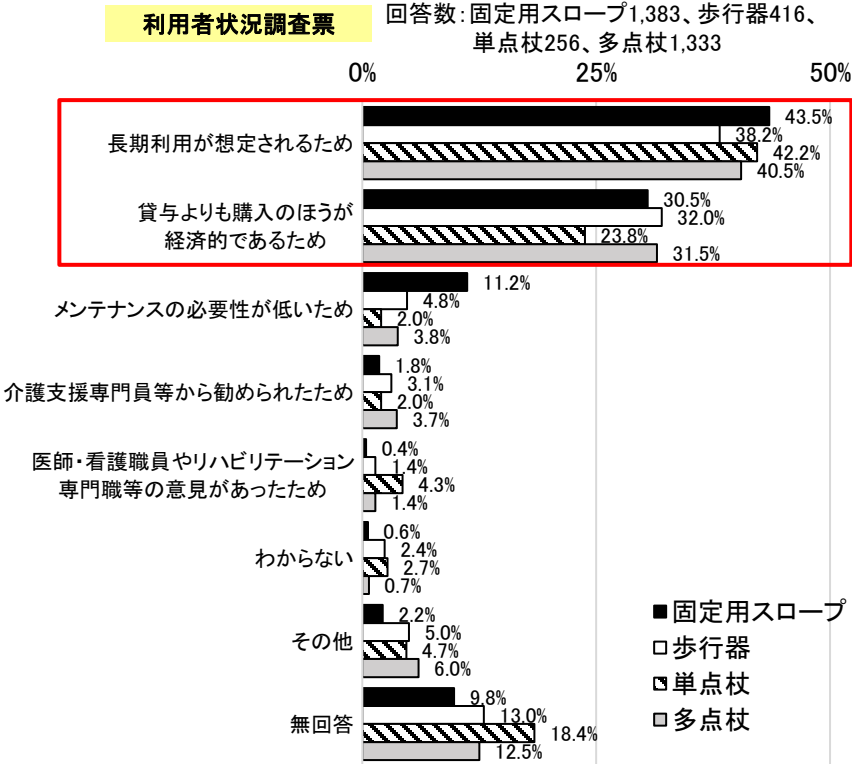 利用者状況調査票
回答数:固定用スロープ1,383、歩行器416、
単点杖256、多点杖1,333
0%
25%
50%
長期利用が想定されるため
43.5%
38.2%
42.2%
40.5%
貸与よりも購入のほうが
経済的であるため
30.5%
32.0%
23.8%
31.5%
メンテナンスの必要性が低いため
11.2%
4.8%
2.0%
3.8%
介護支援専門員等から勧められたため
1.8%
3.1%
2.0%
3.7%
医師・看護職員やリハビリテーション
専門職等の意見があったため
0.4%
1.4%
4.3%
1.4%
わからない
0.6%
2.4%
2.7%
0.7%
その他
2.2%
5.0%
4.7%
6.0%
無回答
9.8%
13.0%
18.4%
12.5%
固定用スロープ
歩行器
単点杖
多点杖